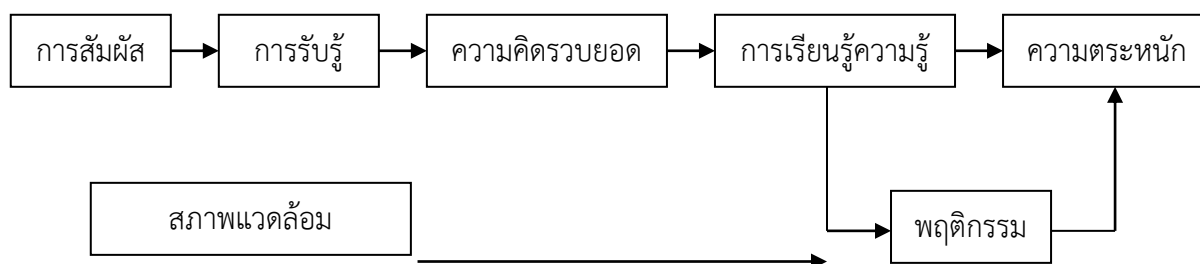 การสัมผัส
การรับรู้
ความคิดรวบยอด
การเรียนรู้ความรู้
ความตระหนัก
สภาพแวดล้อม
พฤติกรรม